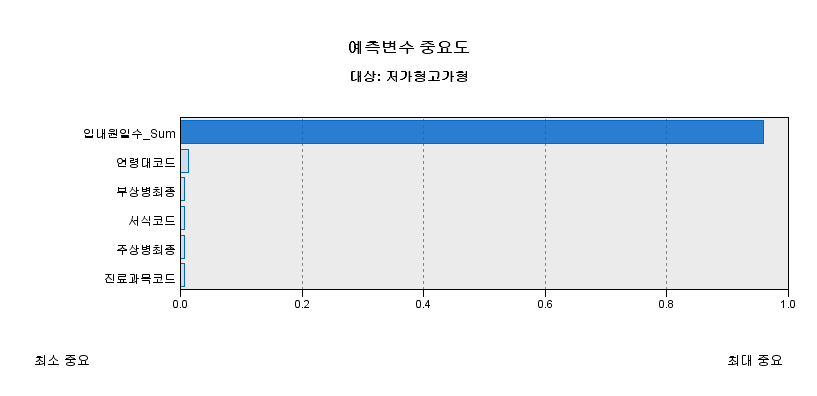 예측변수 중요도
대상: 저가형고가형
입내원일수_Sum
연령대코드
부상병최종
서식코드
주상병최종
진료과목코드
0.0 0.2 0.4 0.6 0.8 1.0
최소 중요 최대 중요